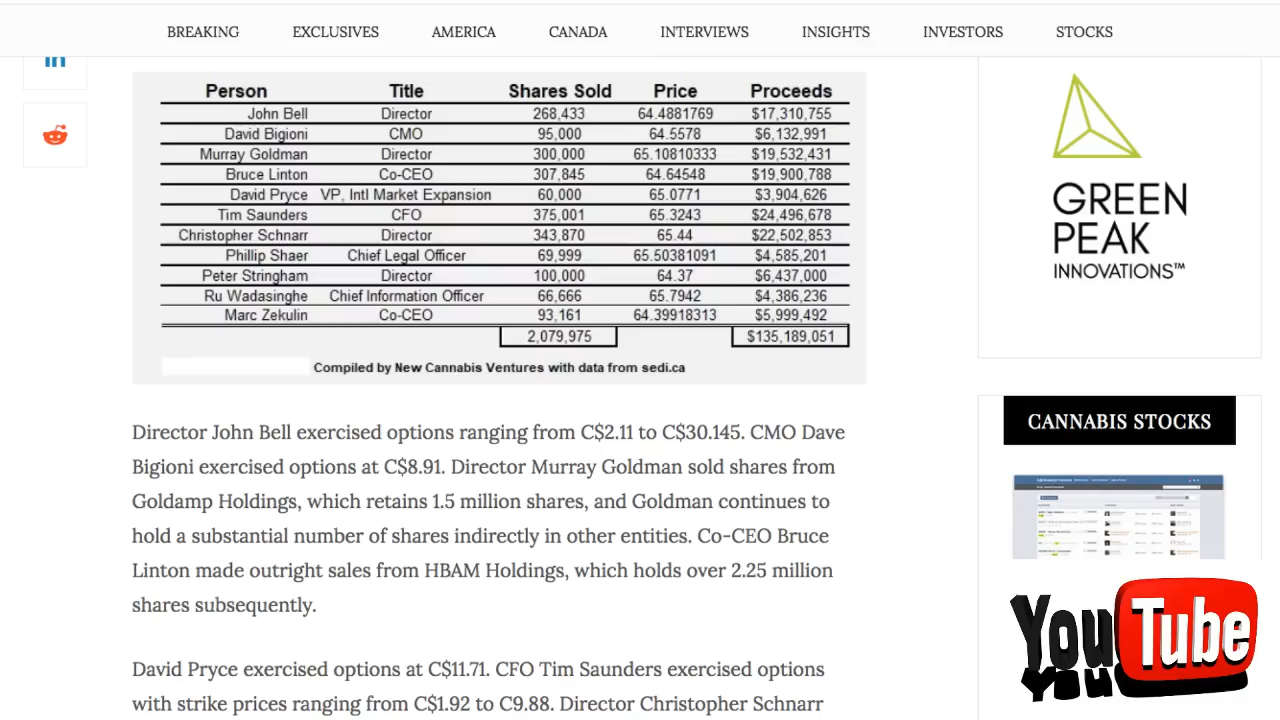 BREAKING EXCLUSIVES AMERICA CANADA INTERVIEWS INSIGHTS INVESTORS STOCKS
in
Person Title Shares Sold Price Proceeds
John Bell Director 268,433 64.4881769 $17,310,755
David Bigioni CMO 95,000 64.5578 $6,132,991
Murray Goldman Director 300,000 65.10810333 $19,532,431
Bruce Linton Co-CEO 307,845 64.64548 $19,900,788
David Pryce VP, Intl Market Expansion 60,000 65.0771 $3,904,626
Tim Saunders CFO 375,001 65.3243 $24,496,678
Christopher Schnarr Director 343,870 65.44 $22,502,853
Phillip Shaer Chief Legal Officer 69,999 65.50381091 $4,585,201
Peter Stringham Director 100,000 64.37 $6,437,000
Ru Wadasinghe Chief Information Officer 66,666 65.7942 $4,386,236
Marc Zekulin Co-CEO 93,161 64.39918313 $5,999,492
2,079,975 $135,189,051
Compiled by New Cannabis Ventures with data from sedi.ca
Director John Bell exercised options ranging from C$2.11 to C$30.145. CMO Dave
Bigioni exercised options at C$8.91. Director Murray Goldman sold shares from
Goldamp Holdings, which retains 1.5 million shares, and Goldman continues to
hold a substantial number of shares indirectly in other entities. Co-CEO Bruce
Linton made outright sales from HBAM Holdings, which holds over 2.25 million
shares subsequently.
David Pryce exercised options at C$11.71. CFO Tim Saunders exercised options
with strike prices ranging from C$1.92 to C9.88. Director Christopher Schnarr
GREEN
PEAK
INNOVATIONS™
CANNABIS STOCKS
YouTube